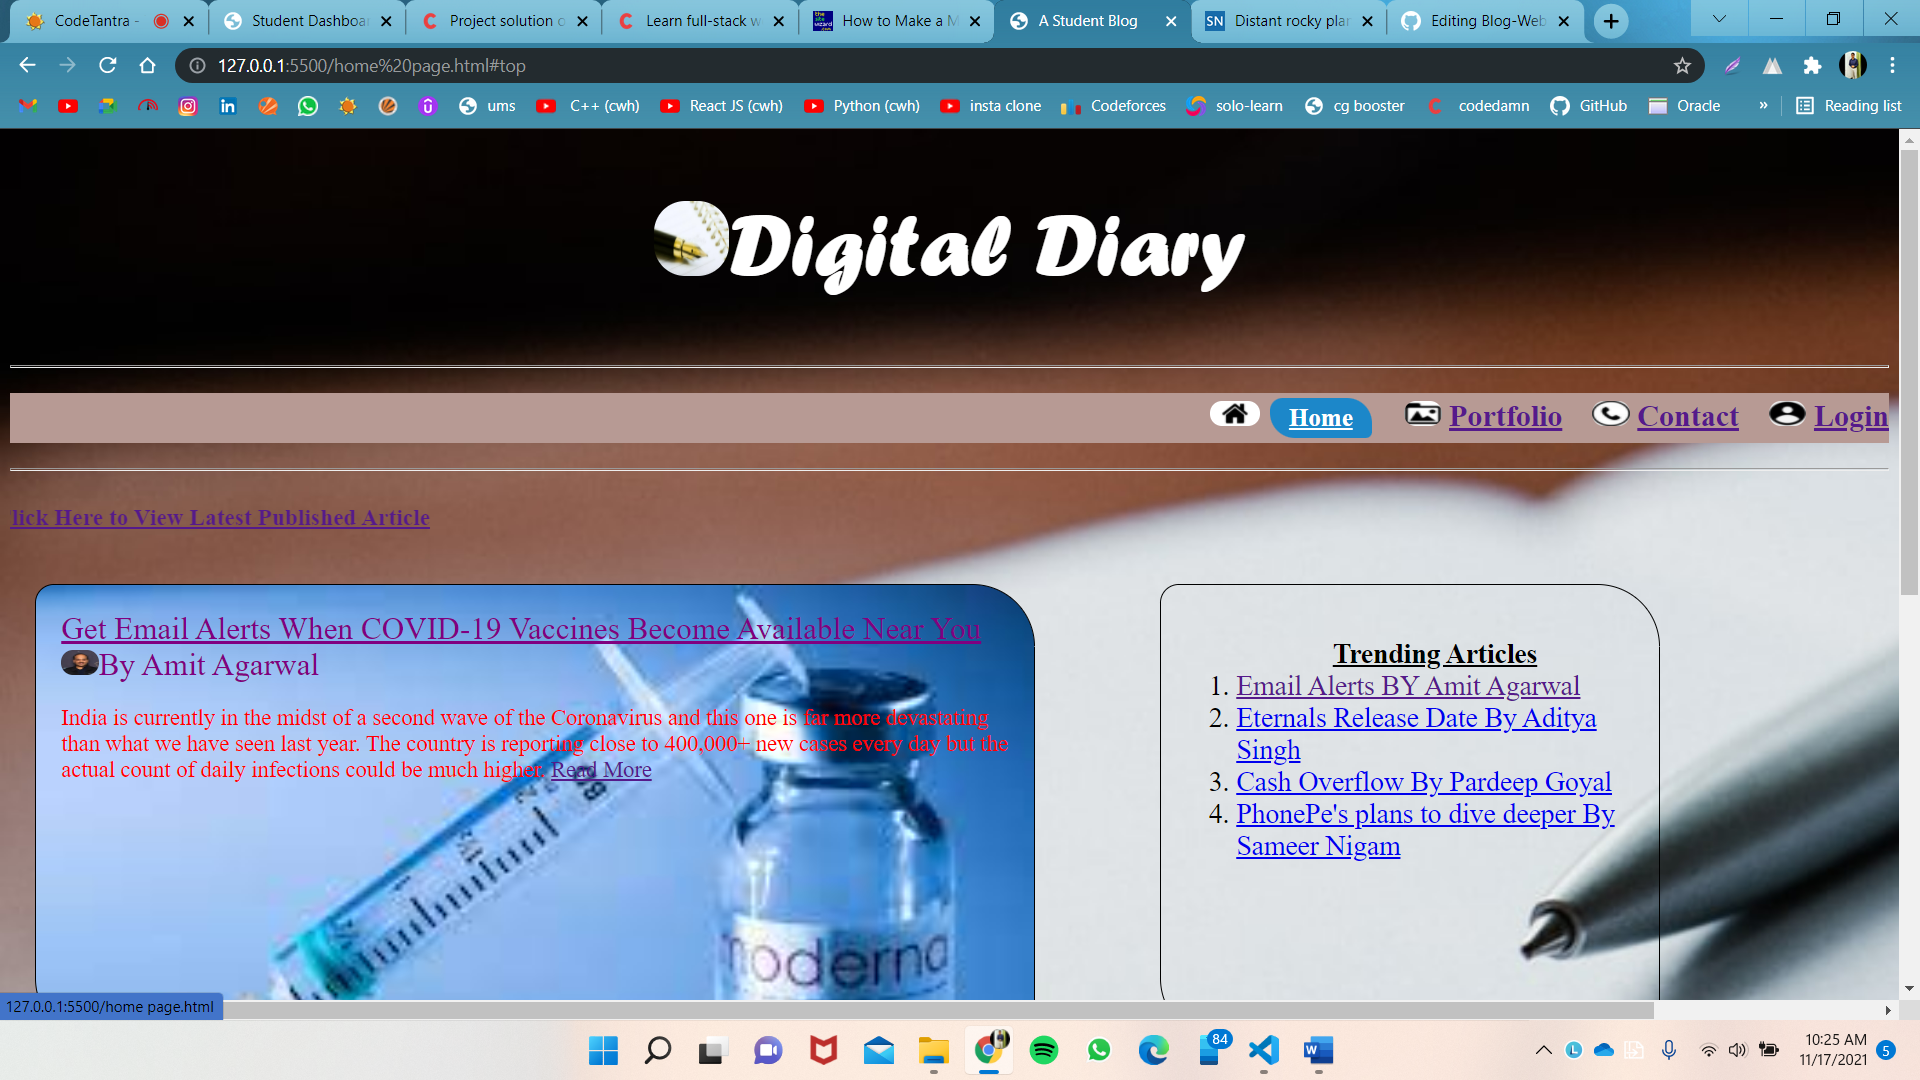 CodeTantra -
Student Dashboa
Project solution o
Learn full-stack w
How to Make a M
A Student Blog
Distant rocky plan
Editing Blog-Web
127.0.0.1:5500/home%20page.html#top
ums
C++ (cwh)
React JS (cwh)
Python (cwh)
insta clone
Codeforces
solo-learn
cg booster
codedamn
GitHub
Oracle
»
Reading list
Digital Diary
Home
Portfolio
Contact
Login
lick Here to View Latest Published Article
Get Email Alerts When COVID-19 Vaccines Become Available Near You
By Amit Agarwal
India is currently in the midst of a second wave of the Coronavirus and this one is far more devastating
than what we have seen last year. The country is reporting close to 400,000+ new cases every day but the
actual count of daily infections could be much higher. Read More
moderna
Trending Articles
1. Email Alerts BY Amit Agarwal
2. Eternals Release Date By Aditya
Singh
3. Cash Overflow By Pardeep Goyal
4. PhonePe's plans to dive deeper By
Sameer Nigam
127.0.0.1:5500/home page.html
84
10:25 AM
11/17/2021
5